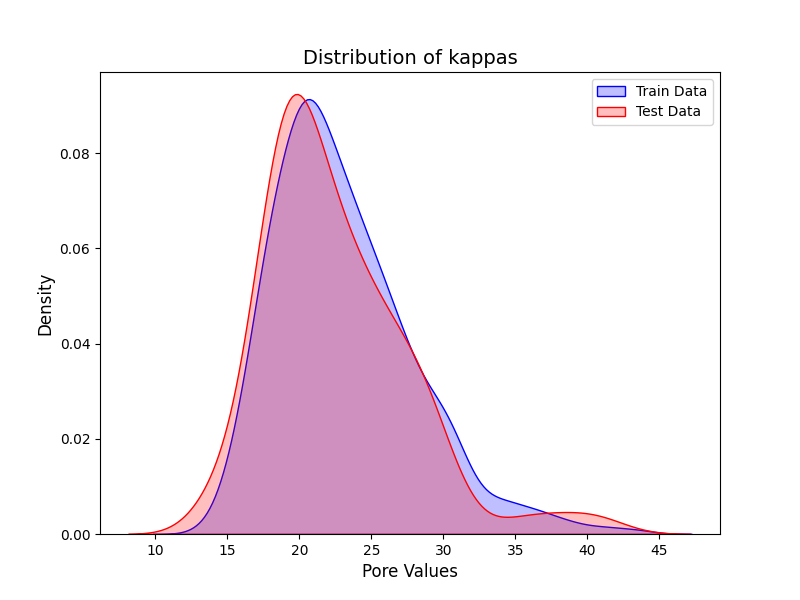 Distribution of kappas
Train Data
Test Data
Density
0.08
0.06
0.04
0.02
0.00
10 15 20 25 30 35 40 45
Pore Values